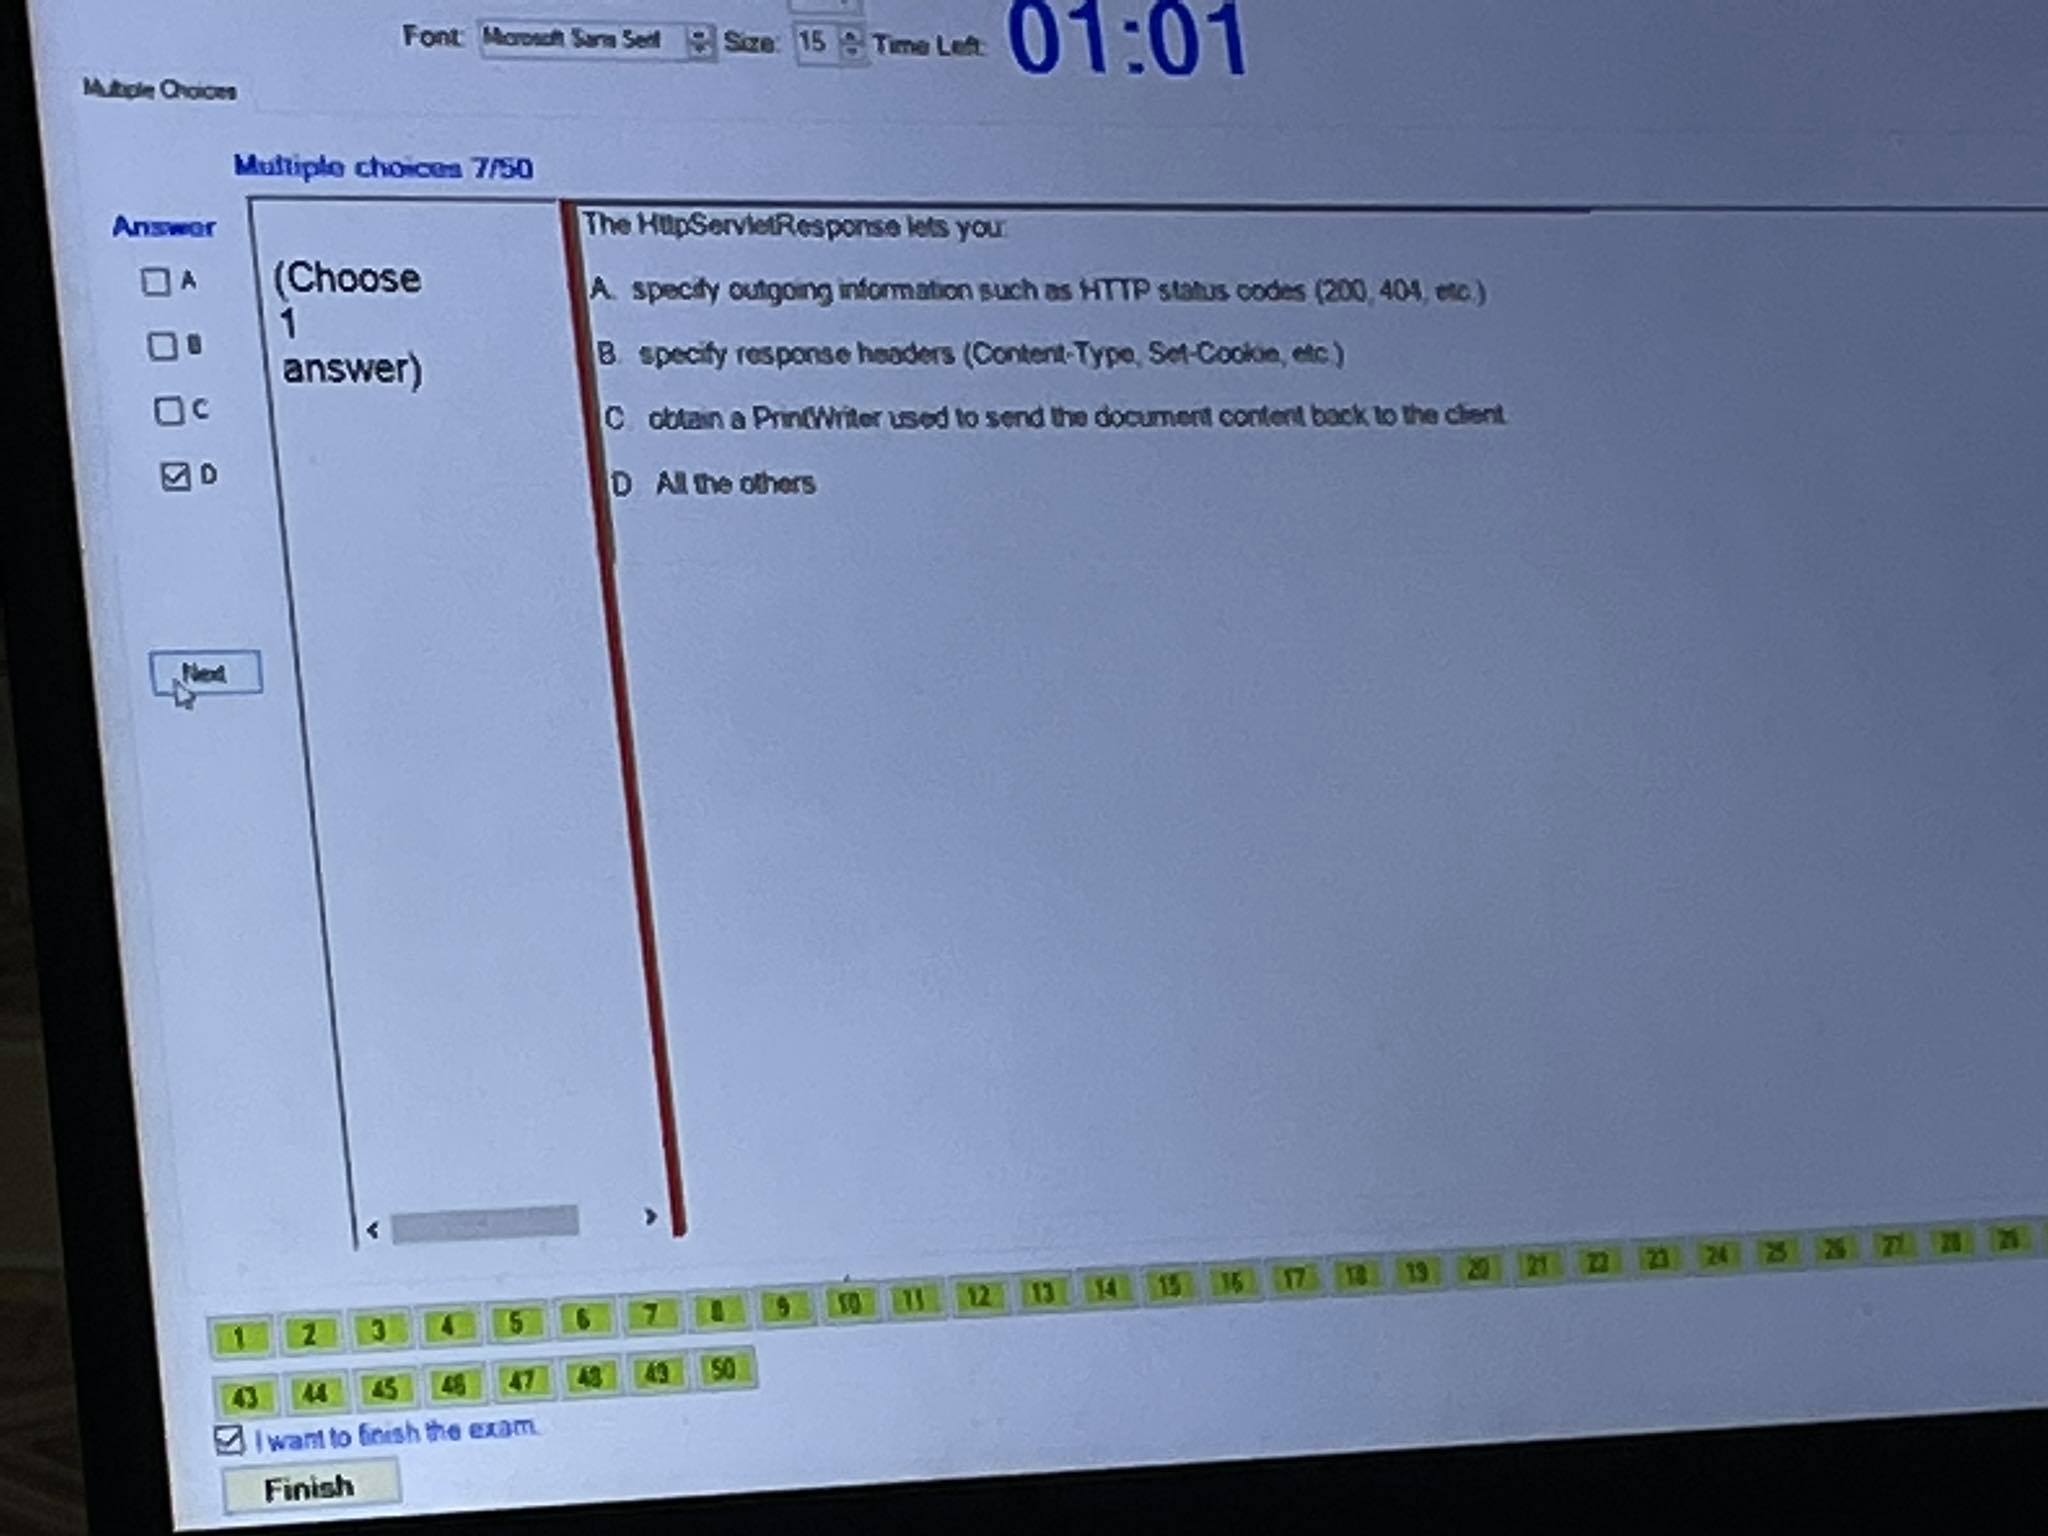 Font: Microsoft Sans Serif Size: 15 Time Left: 01:01
Multiple Choices
Multiple choices 7/50
Answer
A
B
C
D
(Choose
1
answer)
The HttpServletResponse lets you:
A. specify outgoing information such as HTTP status codes (200, 404, etc.)
B. specify response headers (Content-Type, Set-Cookie, etc.)
C. obtain a PrintWriter used to send the document content back to the client.
D. All the others
Next
1 2 3 4 5 6 7 8 9 10 11 12 13 14 15 16 17 18 19 20 21 22 23 24 25 26 27 28 29
43 44 45 46 47 48 49 50
I want to finish the exam.
Finish